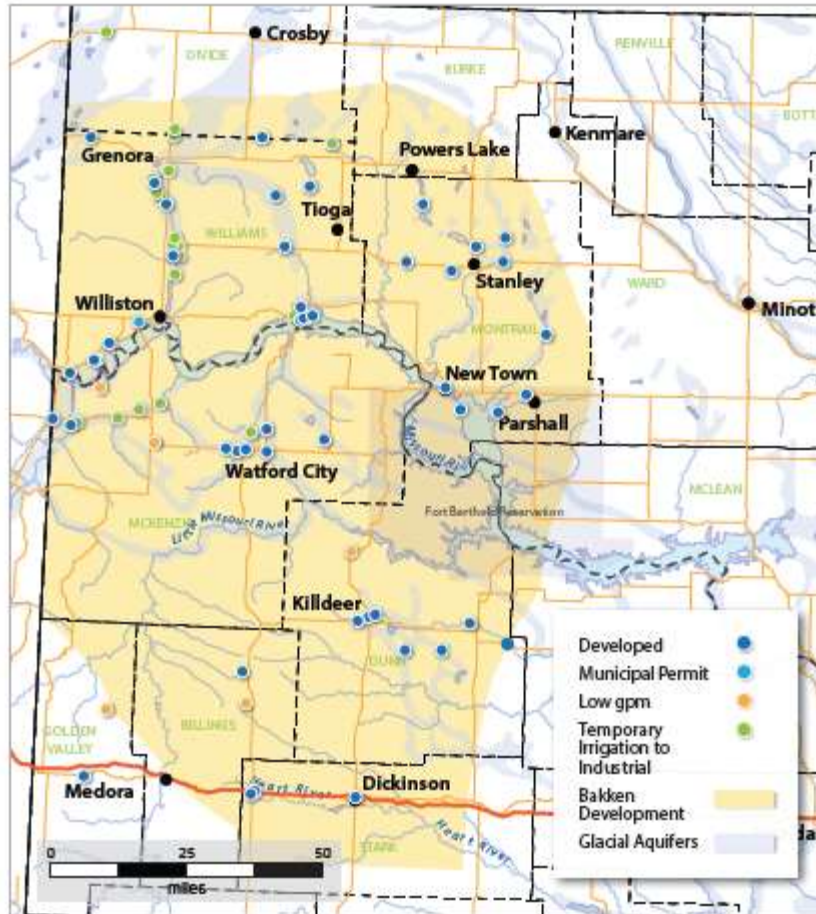 Crosby
DIVIDE
RENVILLE
BURKE
BOTT
Kenmare
Grenora
Powers Lake
Tioga
WILLIAMS
Stanley
WARD
Williston
Minot
MONTRAIL
New Town
Parshall
Missouri River
Watford City
MCLEAN
MCKENZIE
Little Missouri River
Fort Berthold Reservation
Killdeer
DUNN
BILLINGS
GOLDEN
VALLEY
Medora
Heart River
Dickinson
Heart River
STARK
Developed
Municipal Permit
Low gpm
Temporary
Irrigation to
Industrial
Bakken
Development
Glacial Aquifers
da
0 25 50
miles